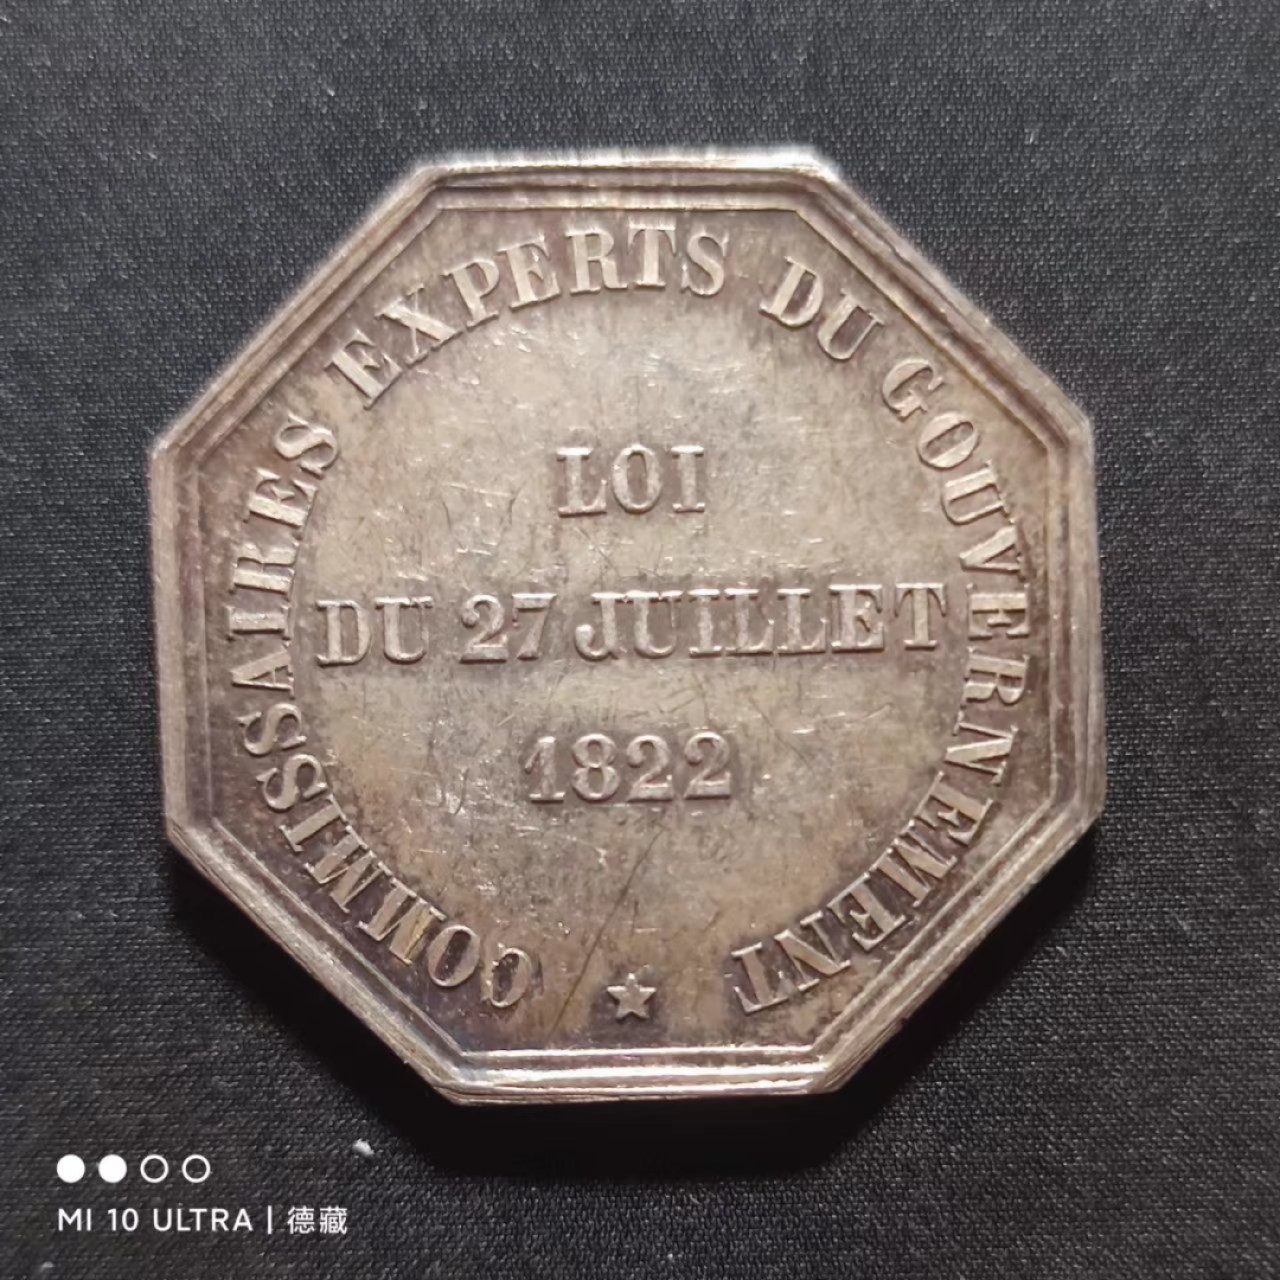 COMMISSAIRES EXPERTS DU GOUVERNEMENT
LOI
DU 27 JUILLET
1822
MI 10 ULTRA | 德藏